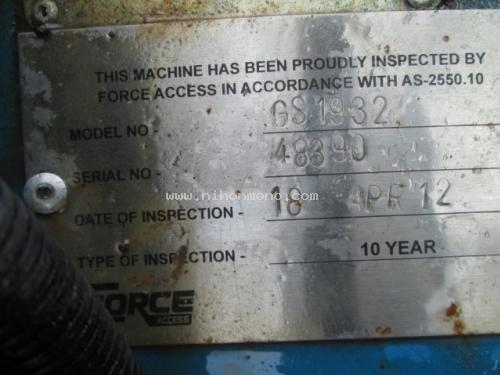 THIS MACHINE HAS BEEN PROUDLY INSPECTED BY
FORCE ACCESS IN ACCORDANCE WITH AS-2550.10
MODEL NO - GS1932
SERIAL NO - 48390
www.nihonmono.com
DATE OF INSPECTION - 18 APR 12
TYPE OF INSPECTION - 10 YEAR
FORCE
ACCESS